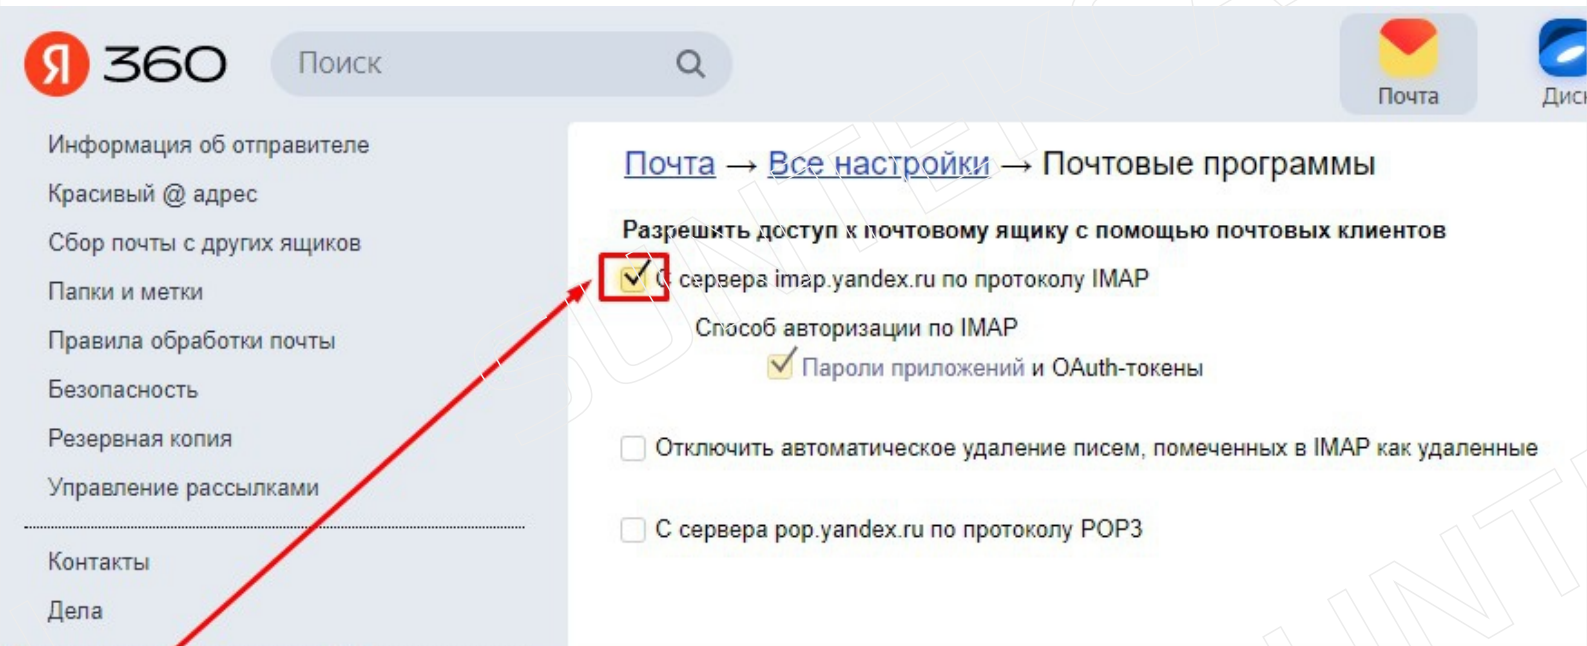 Я 360
Поиск
Почта
Дис
Информация об отправителе
Красивый @ адрес
Сбор почты с других ящиков
Папки и метки
Правила обработки почты
Безопасность
Резервная копия
Управление рассылками
Контакты
Дела
Почта → Все настройки → Почтовые программы
Разрешить доступ к почтовому ящику с помощью почтовых клиентов
С сервера imap.yandex.ru по протоколу IMAP
Способ авторизации по IMAP
Пароли приложений и OAuth-токены
Отключить автоматическое удаление писем, помеченных в IMAP как удаленные
С сервера pop.yandex.ru по протоколу POP3